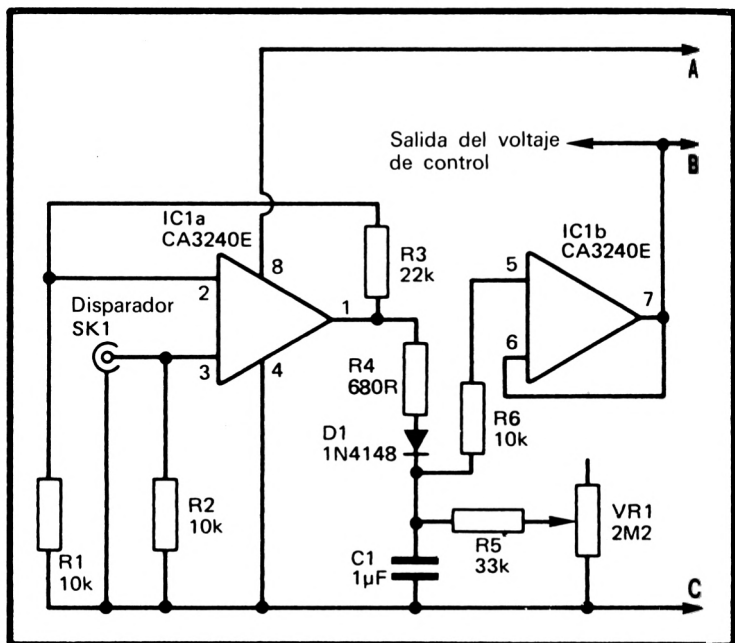 A
Salida del voltaje
de control
B
IC1a
CA3240E
IC1b
CA3240E
R3
22k
8
5
7
Disparador
SK1
2
1
6
3
4
R4
680R
R6
10k
D1
1N4148
R2
10k
VR1
2M2
R1
10k
C1
1µF
R5
33k
C